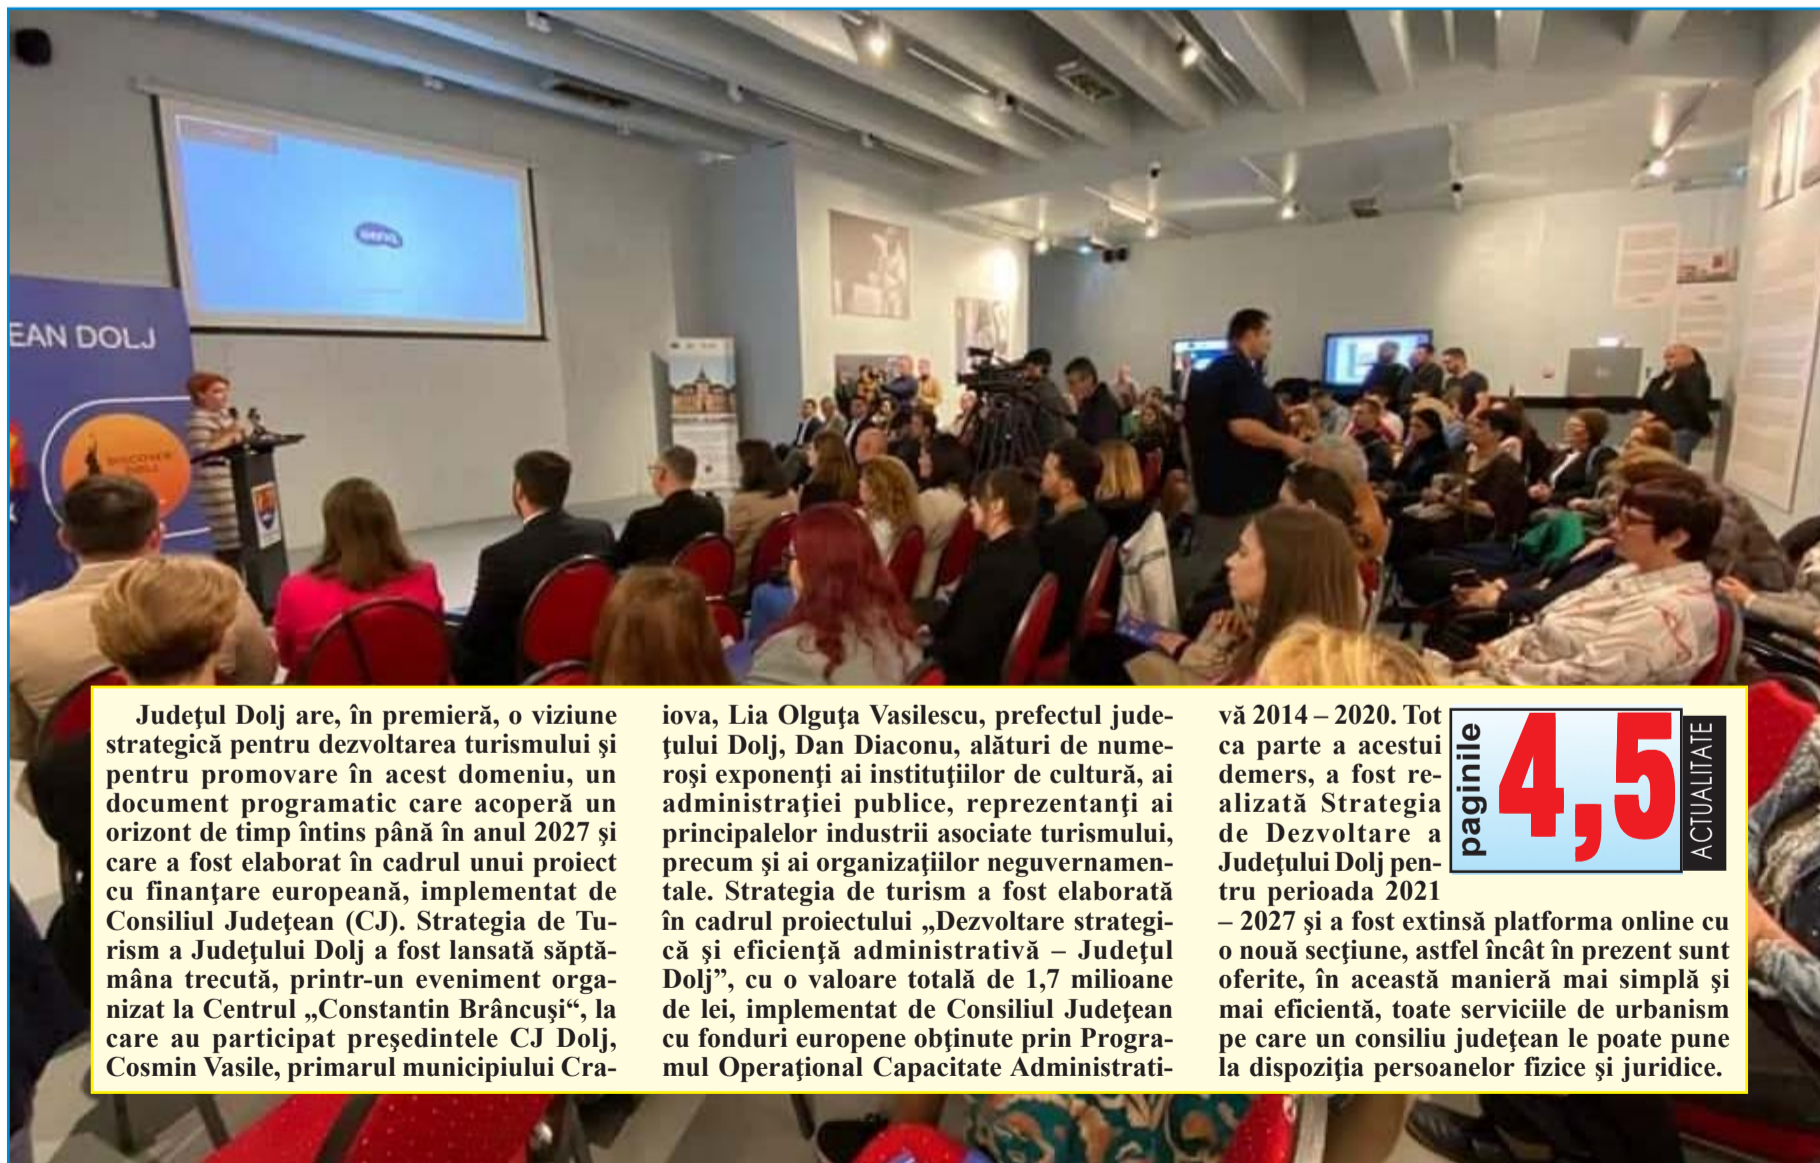 BenQ
EAN DOLJ
DISCOVER
DOLJ
Judeţul Dolj are, în premieră, o viziune
strategică pentru dezvoltarea turismului şi
pentru promovare în acest domeniu, un
document programatic care acoperă un
orizont de timp întins până în anul 2027 şi
care a fost elaborat în cadrul unui proiect
cu finanţare europeană, implementat de
Consiliul Judeţean (CJ). Strategia de Tu-
rism a Judeţului Dolj a fost lansată săptă-
mâna trecută, printr-un eveniment orga-
nizat la Centrul „Constantin Brâncuşi“, la
care au participat preşedintele CJ Dolj,
Cosmin Vasile, primarul municipiului Cra-
iova, Lia Olguţa Vasilescu, prefectul jude-
ţului Dolj, Dan Diaconu, alături de nume-
roşi exponenţi ai instituţiilor de cultură, ai
administraţiei publice, reprezentanţi ai
principalelor industrii asociate turismului,
precum şi ai organizaţiilor neguvernamen-
tale. Strategia de turism a fost elaborată
în cadrul proiectului „Dezvoltare strategi-
că şi eficienţă administrativă – Judeţul
Dolj”, cu o valoare totală de 1,7 milioane
de lei, implementat de Consiliul Judeţean
cu fonduri europene obţinute prin Progra-
mul Operaţional Capacitate Administrati-
vă 2014 – 2020. Tot
ca parte a acestui
demers, a fost re-
alizată Strategia
de Dezvoltare a
Judeţului Dolj pen-
tru perioada 2021
– 2027 şi a fost extinsă platforma online cu
o nouă secţiune, astfel încât în prezent sunt
oferite, în această manieră mai simplă şi
mai eficientă, toate serviciile de urbanism
pe care un consiliu judeţean le poate pune
la dispoziţia persoanelor fizice şi juridice.
paginile
4,5
ACTUALITATE